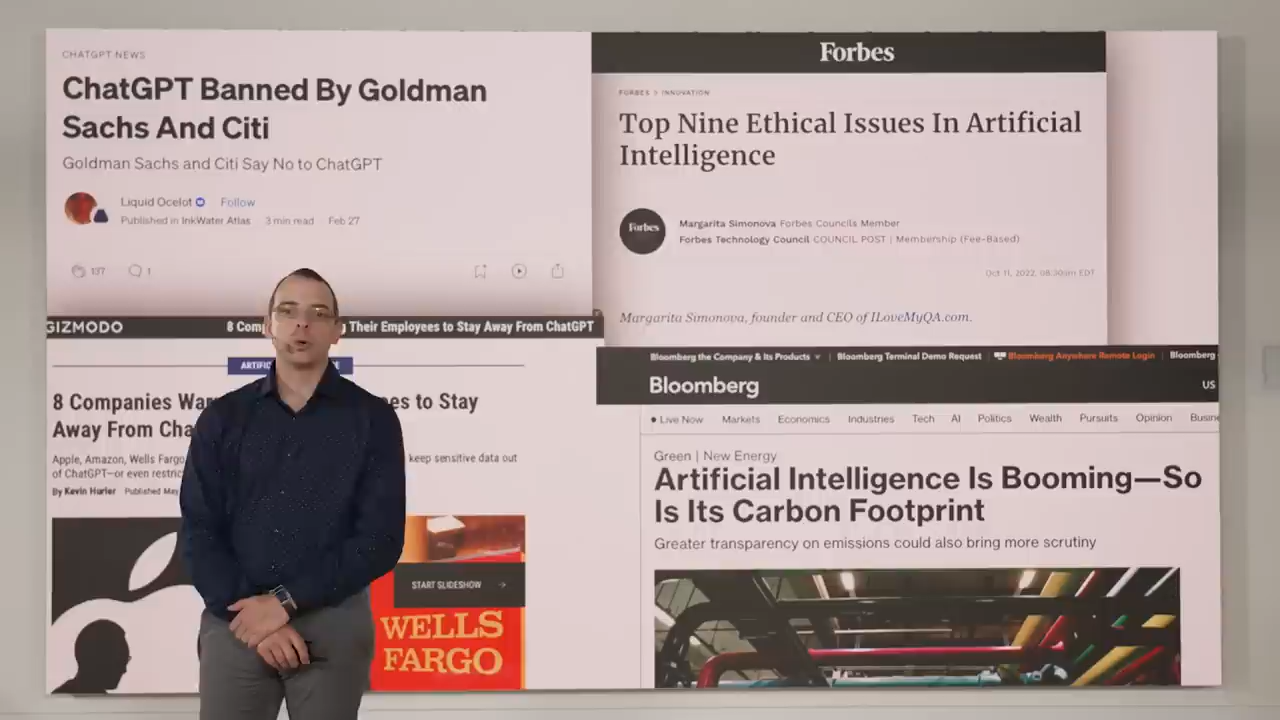 CHATGPT NEWS
ChatGPT Banned By Goldman
Sachs And Citi
Goldman Sachs and Citi Say No to ChatGPT
Liquid Ocelot Follow
Published in InkWater Atlas 3 min read Feb 27
137 1
Forbes
FORBES > INNOVATION
Top Nine Ethical Issues In Artificial
Intelligence
Forbes
Margarita Simonova Forbes Councils Member
Forbes Technology Council COUNCIL POST | Membership (Fee-Based)
Oct 11, 2022, 08:30am EDT
Margarita Simonova, founder and CEO of ILoveMyQA.com.
GIZMODO
8 Their Employees to Stay Away From ChatGPT
8 Companies to Stay
Away From
Apple, Amazon, Wells Fargo keep sensitive data out
of ChatGPT—or even
By Kevin Hurler Published May
START SLIDESHOW →
WELLS
FARGO
Bloomberg the Company & Its Products | Bloomberg Terminal Demo Request | Bloomberg Anywhere Remote Login | Bloomberg
Bloomberg
US
Live Now Markets Economics Industries Tech AI Politics Wealth Pursuits Opinion
Green | New Energy
Artificial Intelligence Is Booming—So
Is Its Carbon Footprint
Greater transparency on emissions could also bring more scrutiny